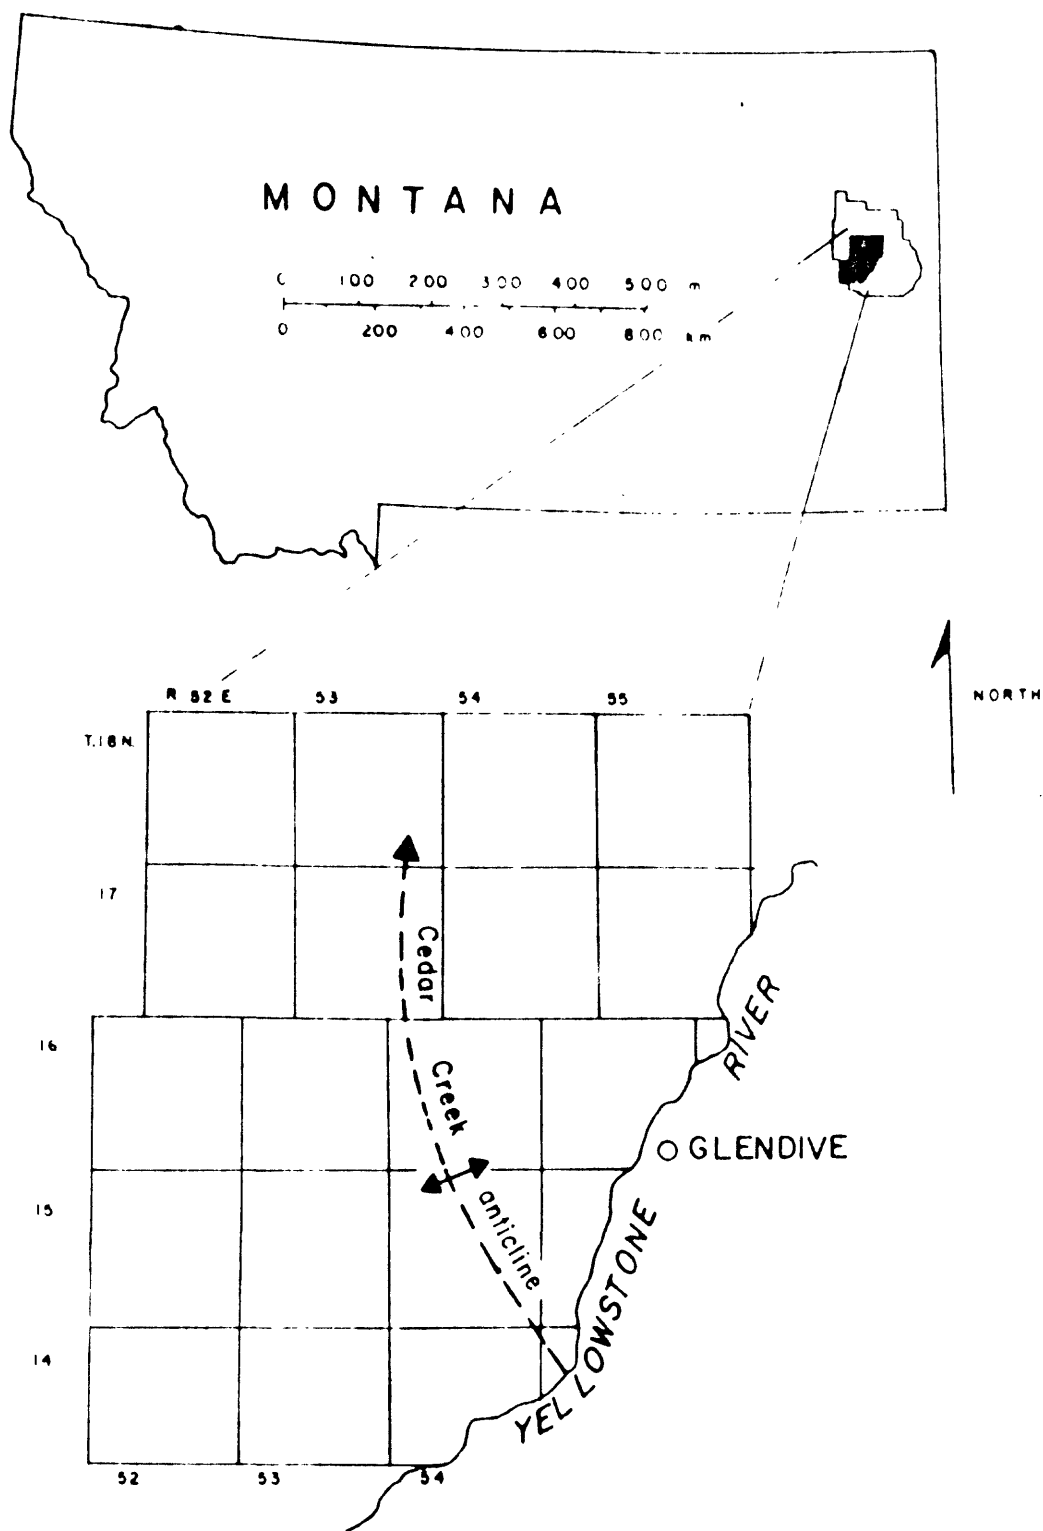 MONTANA
0 100 200 300 400 500 m
0 200 400 600 800 km
NORTH
R 52 E 53 54 55
T.18 N.
17
16
15
14
Cedar
Creek
anticline
RIVER
GLENDIVE
YELLOWSTONE
52 53 54